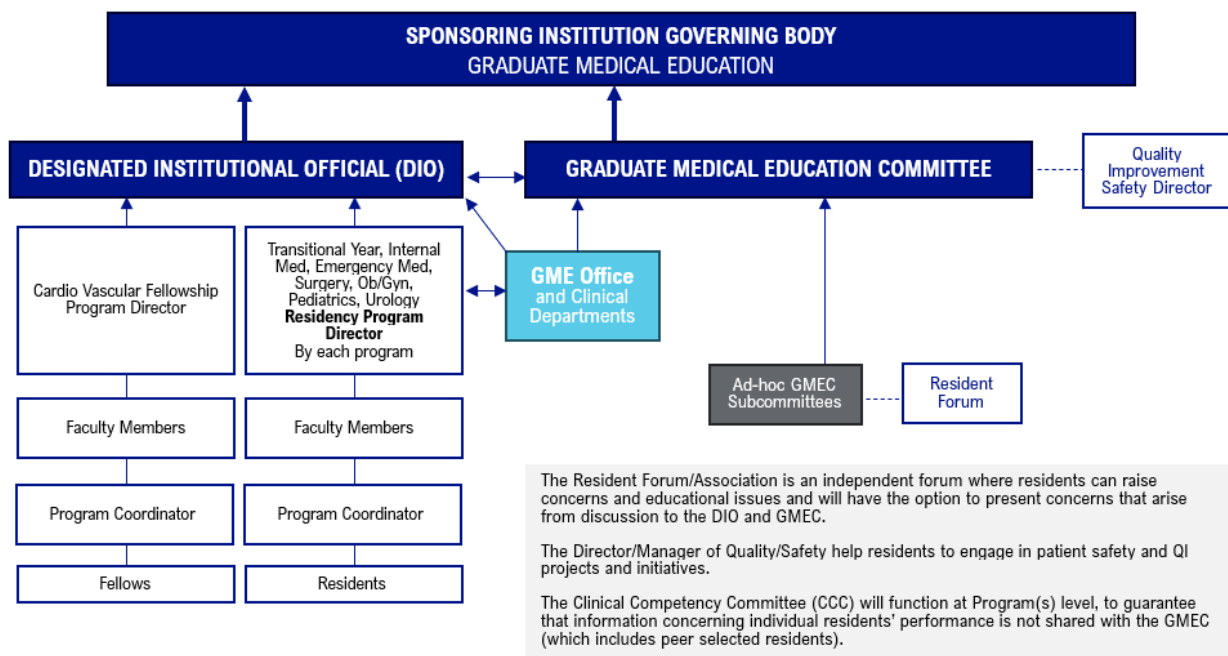 SPONSORING INSTITUTION GOVERNING BODY
GRADUATE MEDICAL EDUCATION
DESIGNATED INSTITUTIONAL OFFICIAL (DIO)
GRADUATE MEDICAL EDUCATION COMMITTEE
Quality
Improvement
Safety Director
Cardio Vascular Fellowship
Program Director
Transitional Year, Internal
Med, Emergency Med,
Surgery, Ob/Gyn,
Pediatrics, Urology
Residency Program
Director
By each program
GME Office
and Clinical
Departments
Ad-hoc GMEC
Subcommittees
Resident
Forum
Faculty Members
Faculty Members
Program Coordinator
Program Coordinator
Fellows
Residents
The Resident Forum/Association is an independent forum where residents can raise
concerns and educational issues and will have the option to present concerns that arise
from discussion to the DIO and GMEC.
The Director/Manager of Quality/Safety help residents to engage in patient safety and QI
projects and initiatives.
The Clinical Competency Committee (CCC) will function at Program(s) level, to guarantee
that information concerning individual residents' performance is not shared with the GMEC
(which includes peer selected residents).